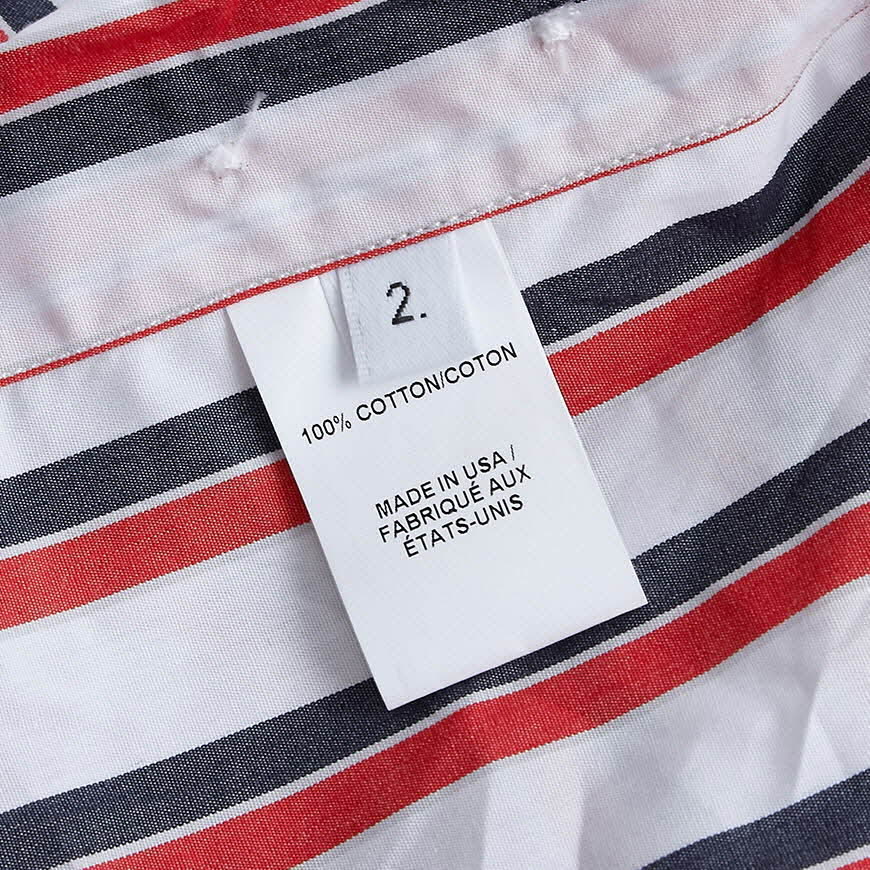 2.
100% COTTON/COTON
MADE IN USA /
FABRIQUÉ AUX
ÉTATS-UNIS